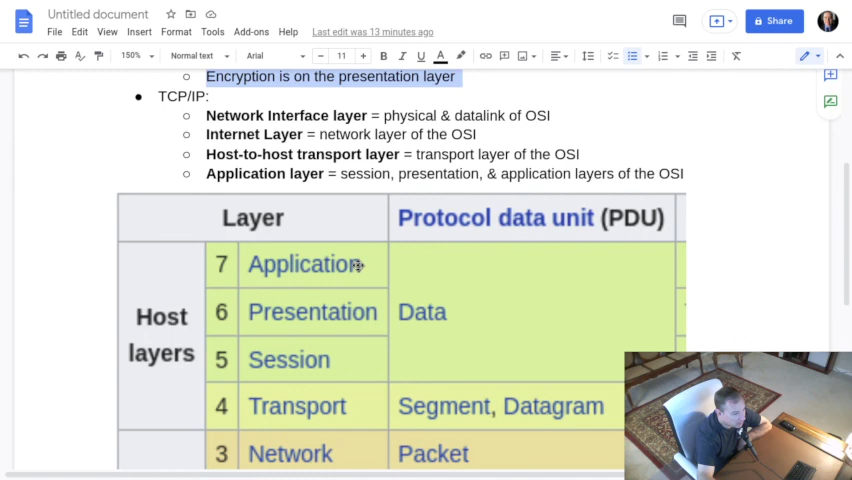 Untitled document
File Edit View Insert Format Tools Add-ons Help Last edit was 13 minutes ago
Share
150% Normal text Arial 11 B I U A
Encryption is on the presentation layer
TCP/IP:
Network Interface layer = physical & datalink of OSI
Internet Layer = network layer of the OSI
Host-to-host transport layer = transport layer of the OSI
Application layer = session, presentation, & application layers of the OSI
Layer Protocol data unit (PDU)
7 Application
Host layers
6 Presentation Data
5 Session
4 Transport Segment, Datagram
3 Network Packet